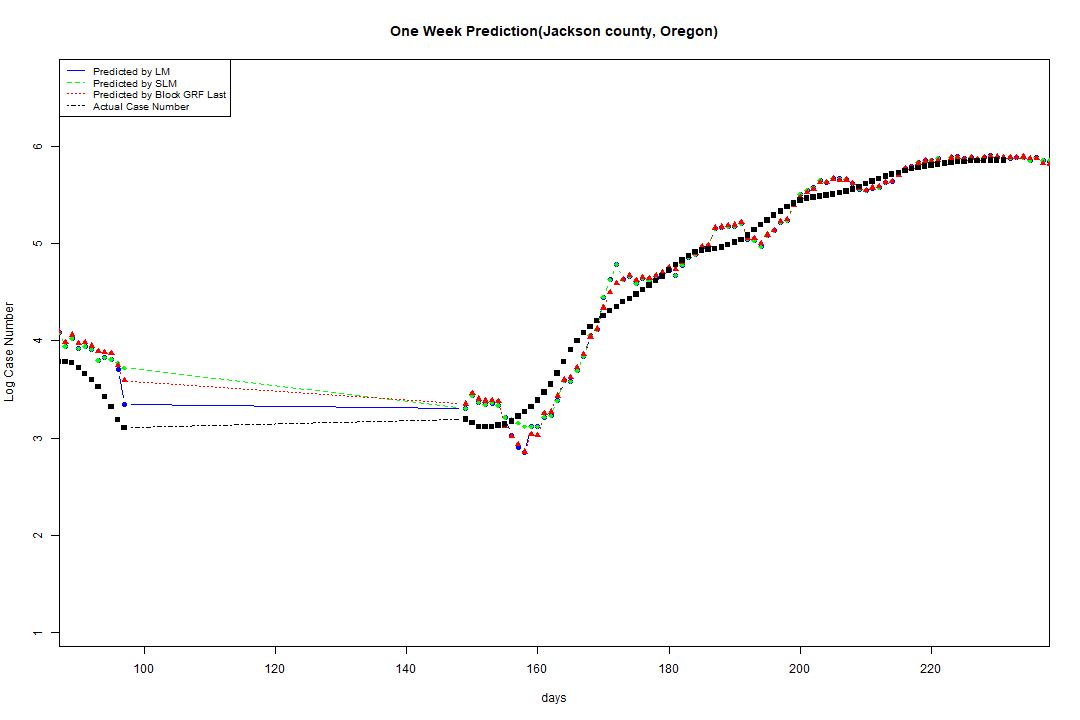 One Week Prediction(Jackson county, Oregon)
Predicted by LM
Predicted by SLM
Predicted by Block GRF Last
Actual Case Number
Log Case Number
6
5
4
3
2
1
100 120 140 160 180 200 220
days